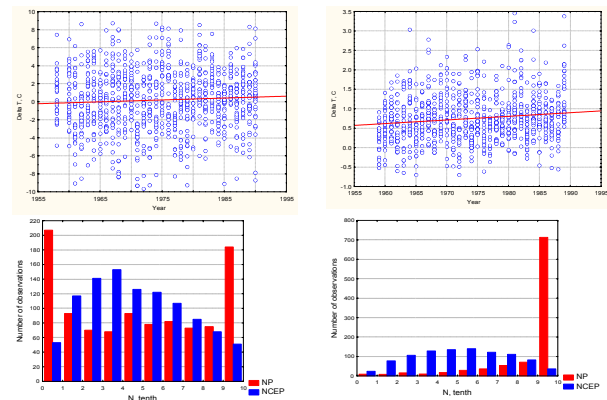 10
8
6
4
2
0
-2
-4
-6
-8
-10
Delta T, C
1955 1965 1975 1985 1995
Year
3.5
3.0
2.5
2.0
1.5
1.0
0.5
0.0
-0.5
-1.0
Delta T, C
1955 1960 1965 1970 1975 1980 1985 1990 1995
Year
220
200
180
160
140
120
100
80
60
40
20
0
Number of observations
0 1 2 3 4 5 6 7 8 9 10
N, tenth
NP
NCEP
800
700
600
500
400
300
200
100
0
Number of observations
0 1 2 3 4 5 6 7 8 9 10
N, tenth
NP
NCEP